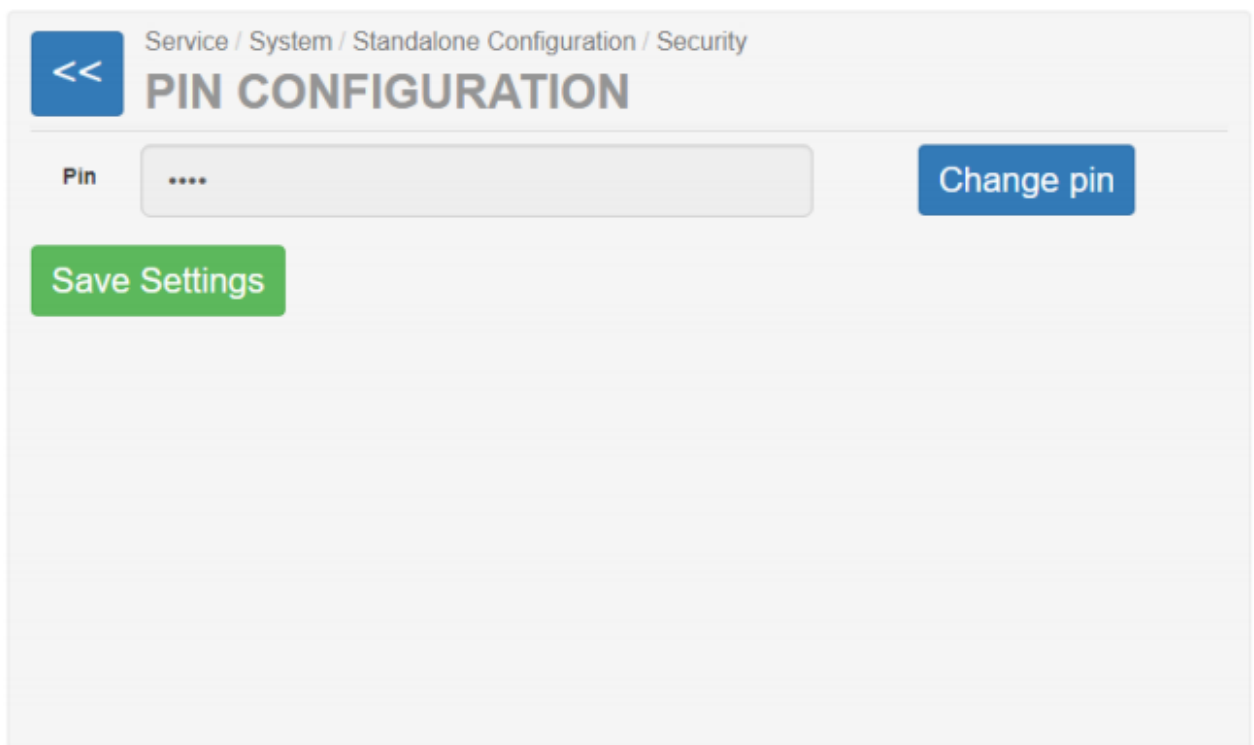 <<
Service / System / Standalone Configuration / Security
PIN CONFIGURATION
Pin
••••
Change pin
Save Settings